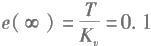 e(∞) = T/K_v = 0.1